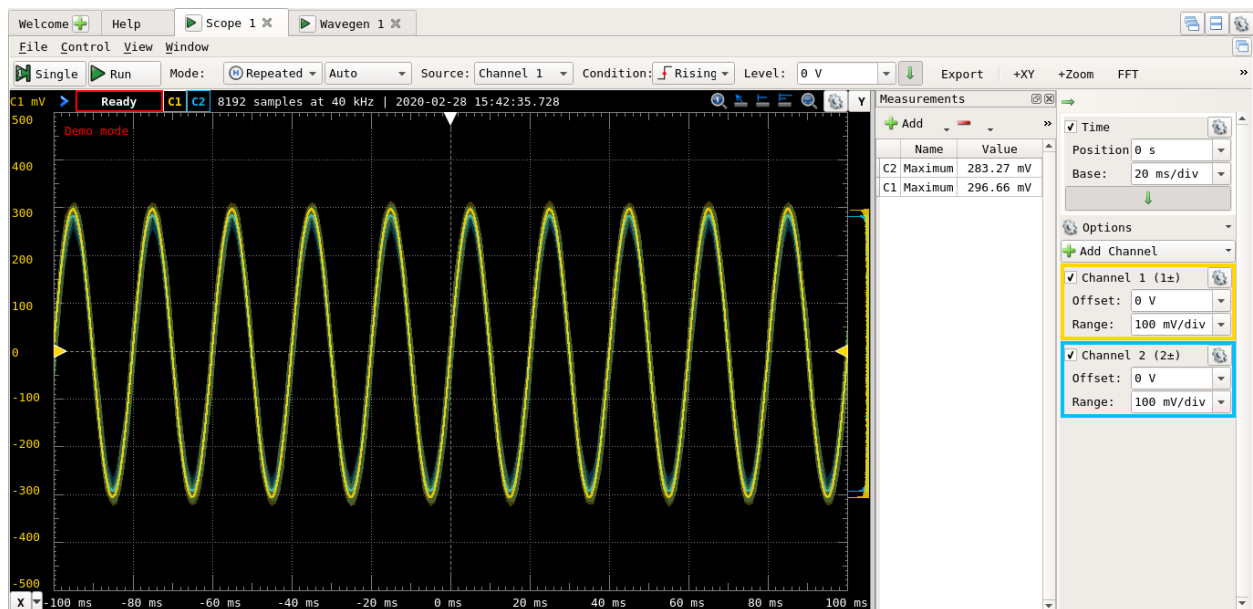 Welcome Help Scope 1 Wavegen 1
File Control View Window
Single Run Mode: Repeated Auto Source: Channel 1 Condition: Rising Level: 0 V Export +XY +Zoom FFT »
C1 mV Ready C1 C2 8192 samples at 40 kHz | 2020-02-28 15:42:35.728 Y
Demo mode
500
400
300
200
100
0
-100
-200
-300
-400
-500
X -100 ms -80 ms -60 ms -40 ms -20 ms 0 ms 20 ms 40 ms 60 ms 80 ms 100 ms
Measurements
Add »
Name Value
C2 Maximum 283.27 mV
C1 Maximum 296.66 mV
Time
Position 0 s
Base: 20 ms/div
Options
Add Channel
Channel 1 (1±)
Offset: 0 V
Range: 100 mV/div
Channel 2 (2±)
Offset: 0 V
Range: 100 mV/div